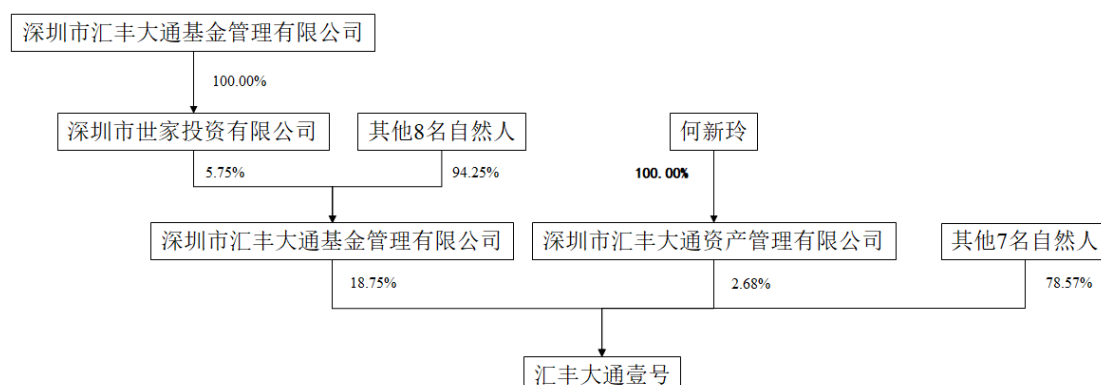 深圳市汇丰大通基金管理有限公司
100.00%
深圳市世家投资有限公司
其他8名自然人
何新玲
5.75%
94.25%
100.00%
深圳市汇丰大通基金管理有限公司
深圳市汇丰大通资产管理有限公司
其他7名自然人
18.75%
2.68%
78.57%
汇丰大通壹号